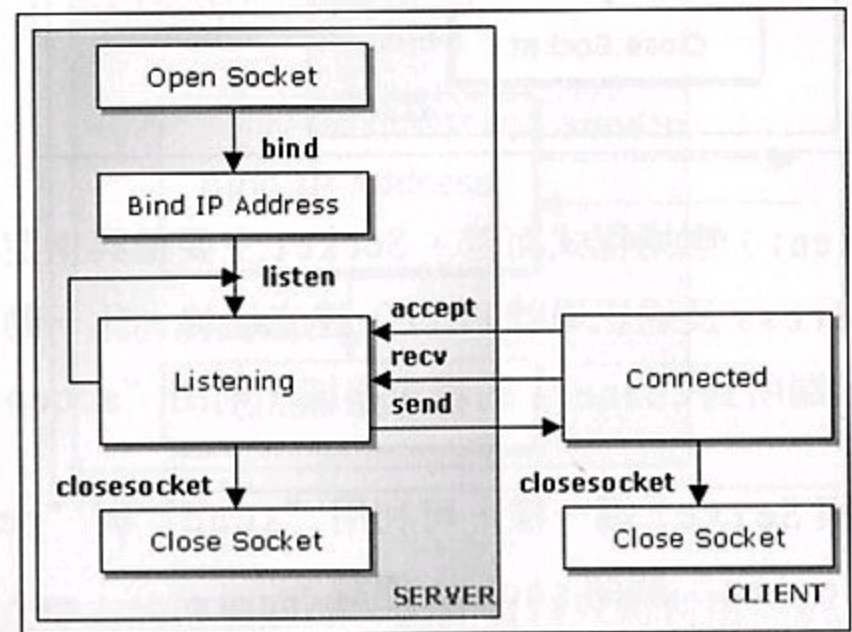 Open Socket
bind
Bind IP Address
listen
accept
recv
send
Listening
Connected
closesocket
closesocket
Close Socket
Close Socket
SERVER
CLIENT